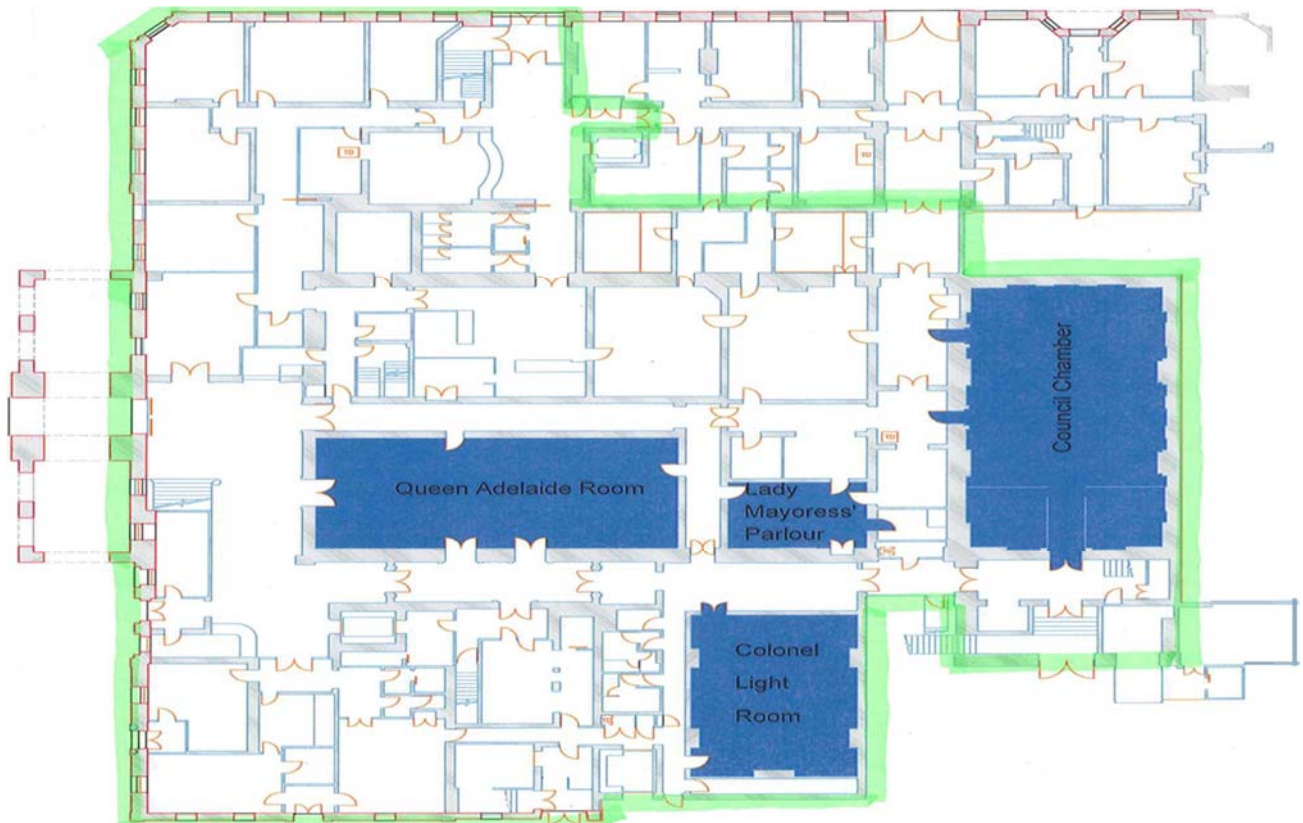 Council Chamber
Queen Adelaide Room
Lady
Mayoress'
Parlour
Colonel
Light
Room